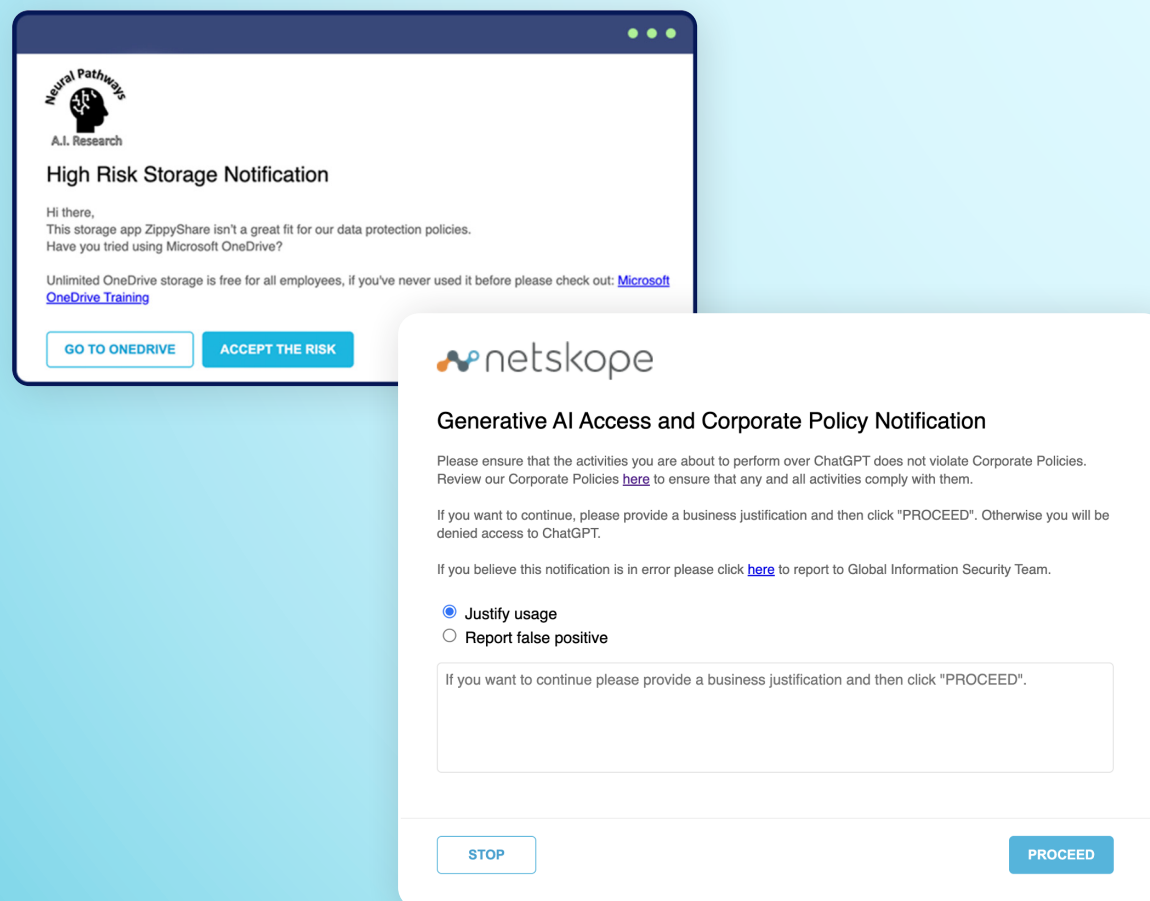 Neural Pathways
A.I. Research
High Risk Storage Notification
Hi there,
This storage app ZippyShare isn't a great fit for our data protection policies.
Have you tried using Microsoft OneDrive?
Unlimited OneDrive storage is free for all employees, if you've never used it before please check out: Microsoft
OneDrive Training
GO TO ONEDRIVE
ACCEPT THE RISK
netskope
Generative AI Access and Corporate Policy Notification
Please ensure that the activities you are about to perform over ChatGPT does not violate Corporate Policies.
Review our Corporate Policies here to ensure that any and all activities comply with them.
If you want to continue, please provide a business justification and then click "PROCEED". Otherwise you will be
denied access to ChatGPT.
If you believe this notification is in error please click here to report to Global Information Security Team.
Justify usage
Report false positive
If you want to continue please provide a business justification and then click "PROCEED".
STOP
PROCEED